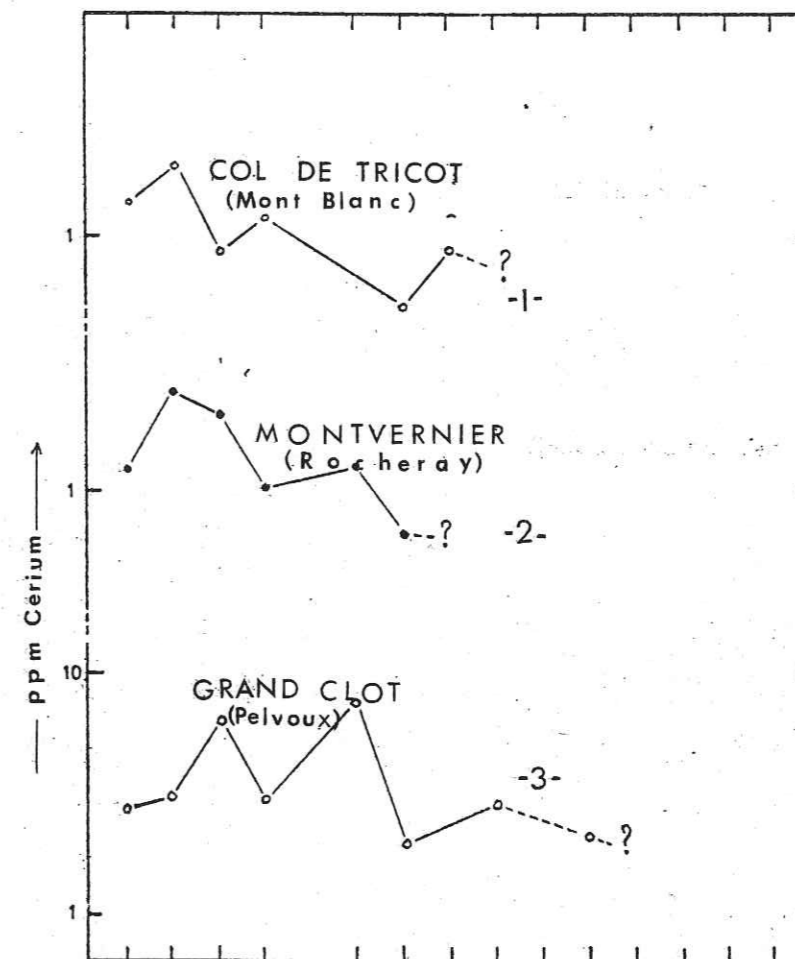 COL DE TRICOT
(Mont Blanc)
1
?
-1-
MONTVERNIER
(Rocheray)
1
? -2-
ppm Cerium
10
GRAND CLOT
(Pelvoux)
-3-
?
1